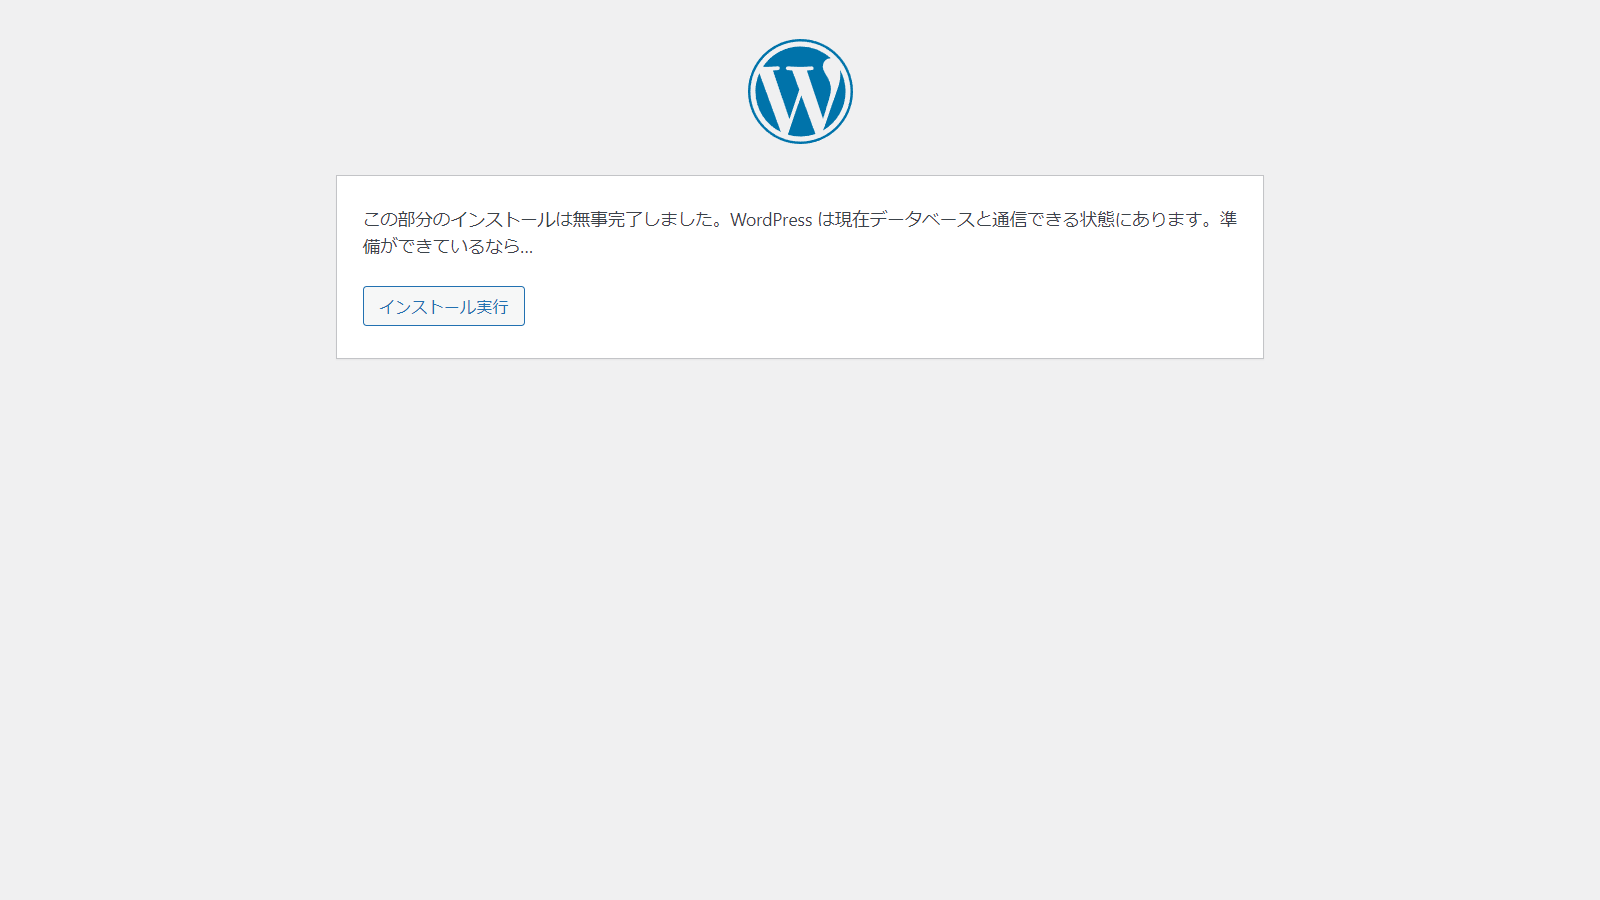 この部分のインストールは無事完了しました。WordPress は現在データベースと通信できる状態にあります。準
備ができているなら…
インストール実行